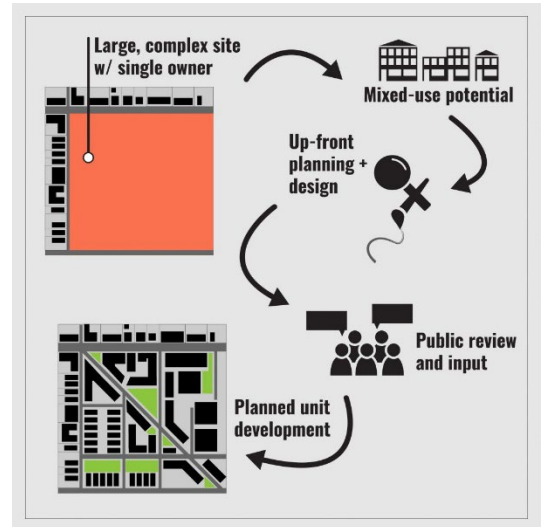 Large, complex site
w/ single owner
Mixed-use potential
Up-front
planning +
design
Public review
and input
Planned unit
development